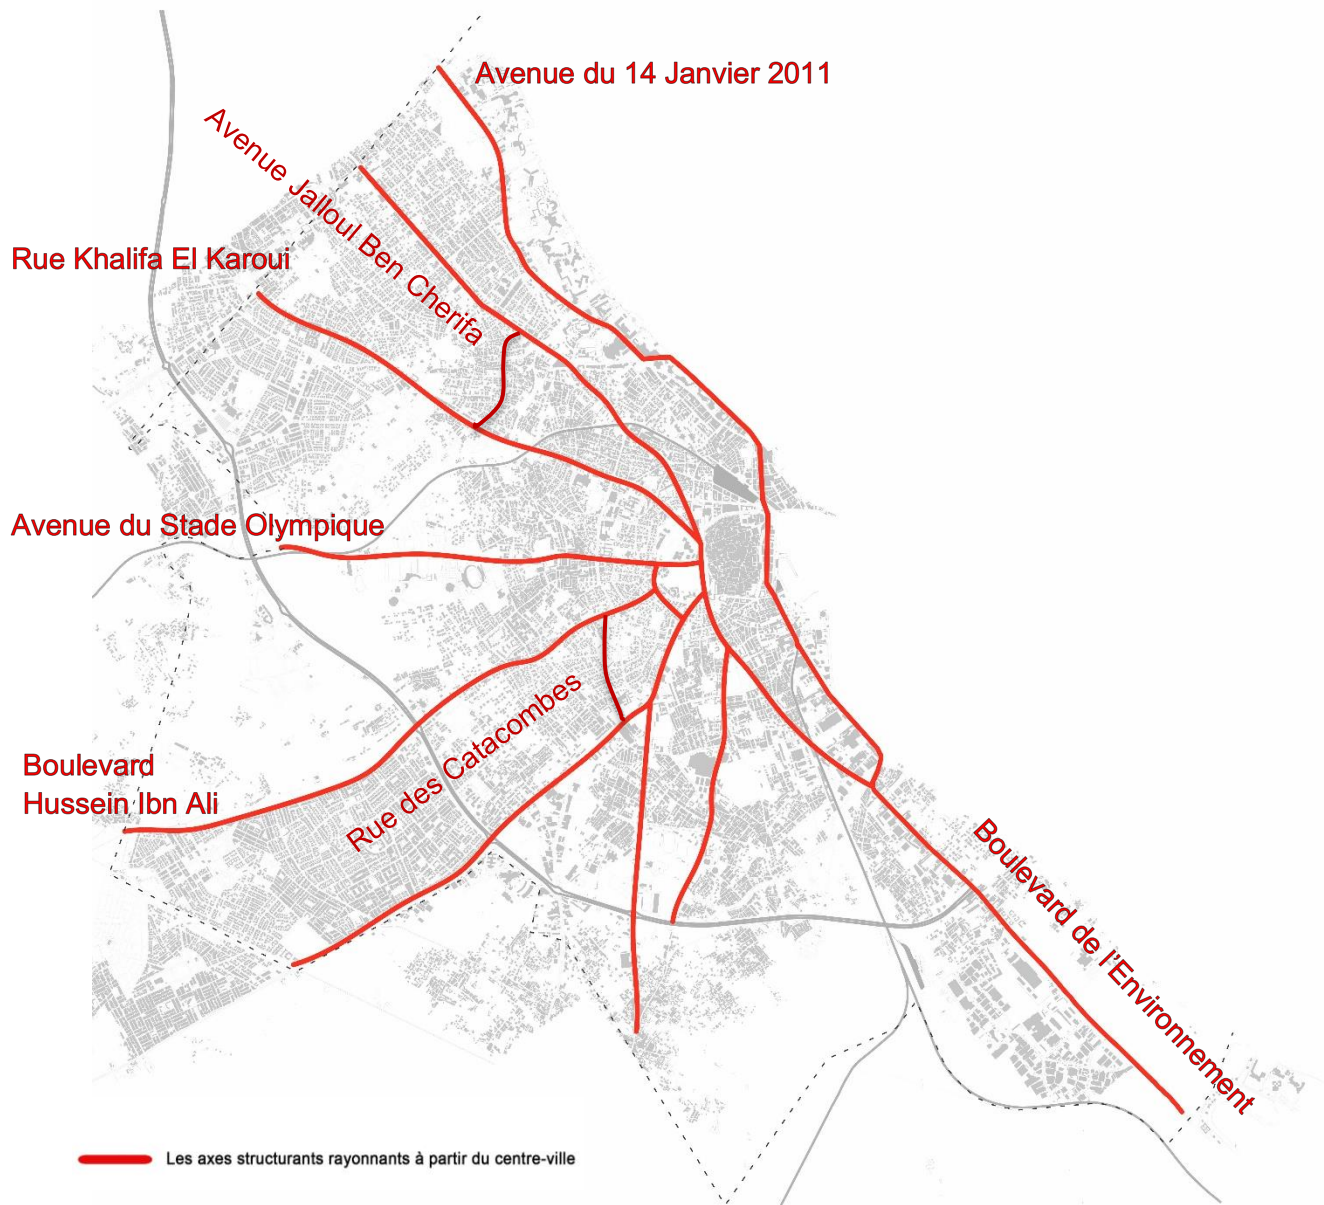 Avenue du 14 Janvier 2011
Avenue Jalloul Ben Cherifa
Rue Khalifa El Karoui
Avenue du Stade Olympique
Boulevard
Hussein Ibn Ali
Rue des Catacombes
Boulevard de l'Environnement
Les axes structurants rayonnants à partir du centre-ville